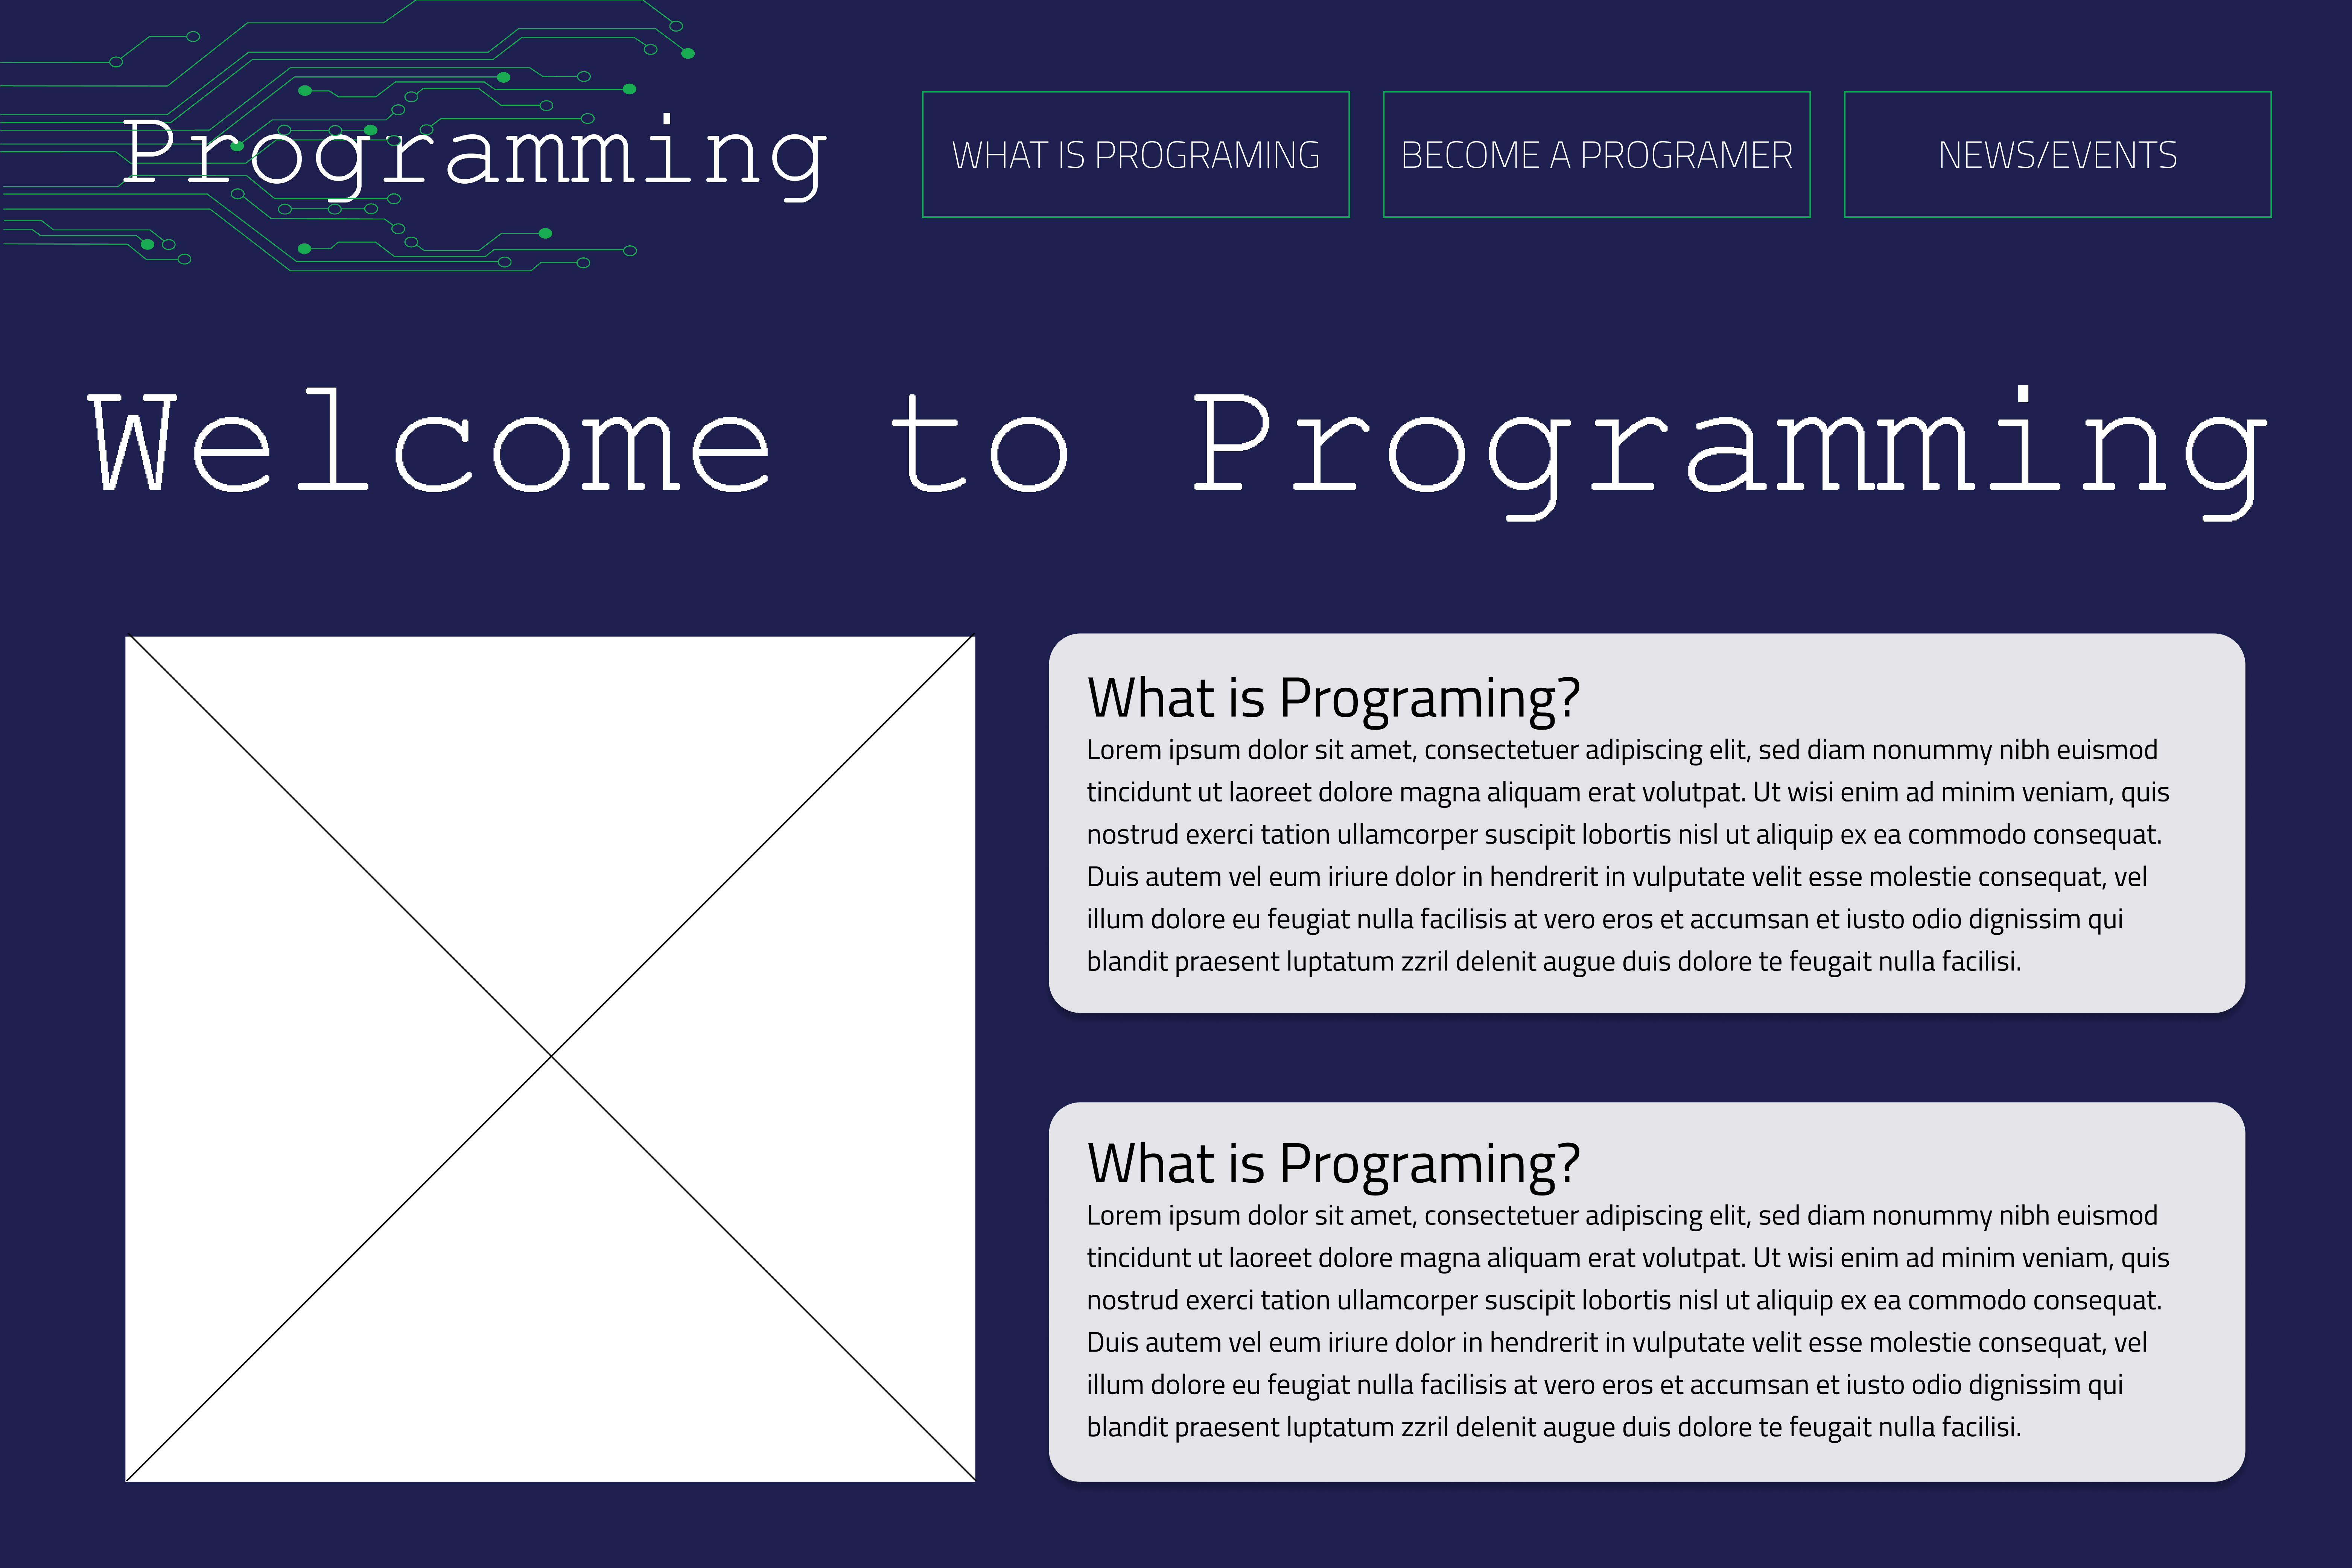 Programming
WHAT IS PROGRAMING
BECOME A PROGRAMER
NEWS/EVENTS
Welcome to Programming
What is Programing?
Lorem ipsum dolor sit amet, consectetuer adipiscing elit, sed diam nonummy nibh euismod
tincidunt ut laoreet dolore magna aliquam erat volutpat. Ut wisi enim ad minim veniam, quis
nostrud exerci tation ullamcorper suscipit lobortis nisl ut aliquip ex ea commodo consequat.
Duis autem vel eum iriure dolor in hendrerit in vulputate velit esse molestie consequat, vel
illum dolore eu feugiat nulla facilisis at vero eros et accumsan et iusto odio dignissim qui
blandit praesent luptatum zzril delenit augue duis dolore te feugait nulla facilisi.
What is Programing?
Lorem ipsum dolor sit amet, consectetuer adipiscing elit, sed diam nonummy nibh euismod
tincidunt ut laoreet dolore magna aliquam erat volutpat. Ut wisi enim ad minim veniam, quis
nostrud exerci tation ullamcorper suscipit lobortis nisl ut aliquip ex ea commodo consequat.
Duis autem vel eum iriure dolor in hendrerit in vulputate velit esse molestie consequat, vel
illum dolore eu feugiat nulla facilisis at vero eros et accumsan et iusto odio dignissim qui
blandit praesent luptatum zzril delenit augue duis dolore te feugait nulla facilisi.